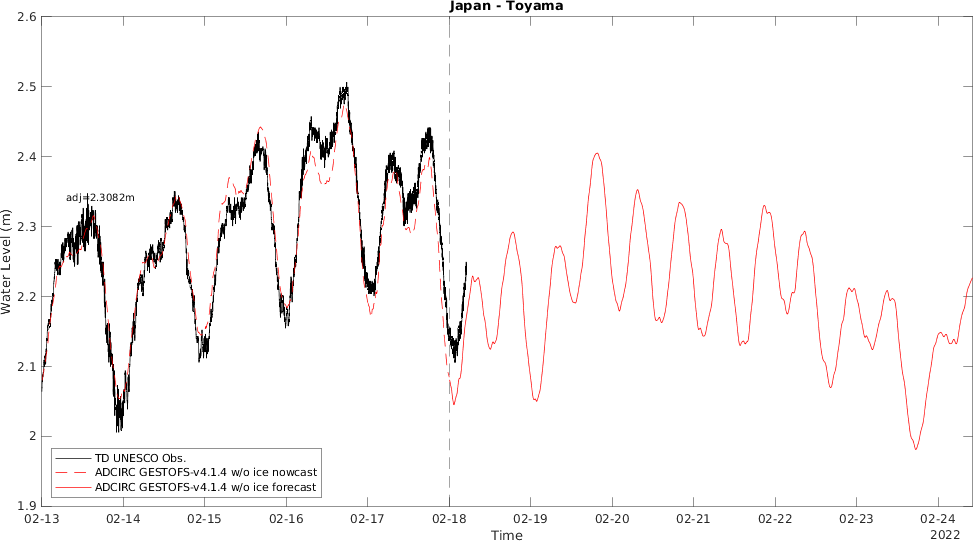 Japan - Toyama
2.6
2.5
2.4
2.3
2.2
2.1
2
1.9
Water Level (m)
adj=2.3082m
TD UNESCO Obs.
ADCIRC GESTOFS-v4.1.4 w/o ice nowcast
ADCIRC GESTOFS-v4.1.4 w/o ice forecast
02-13 02-14 02-15 02-16 02-17 02-18 02-19 02-20 02-21 02-22 02-23 02-24
Time
2022